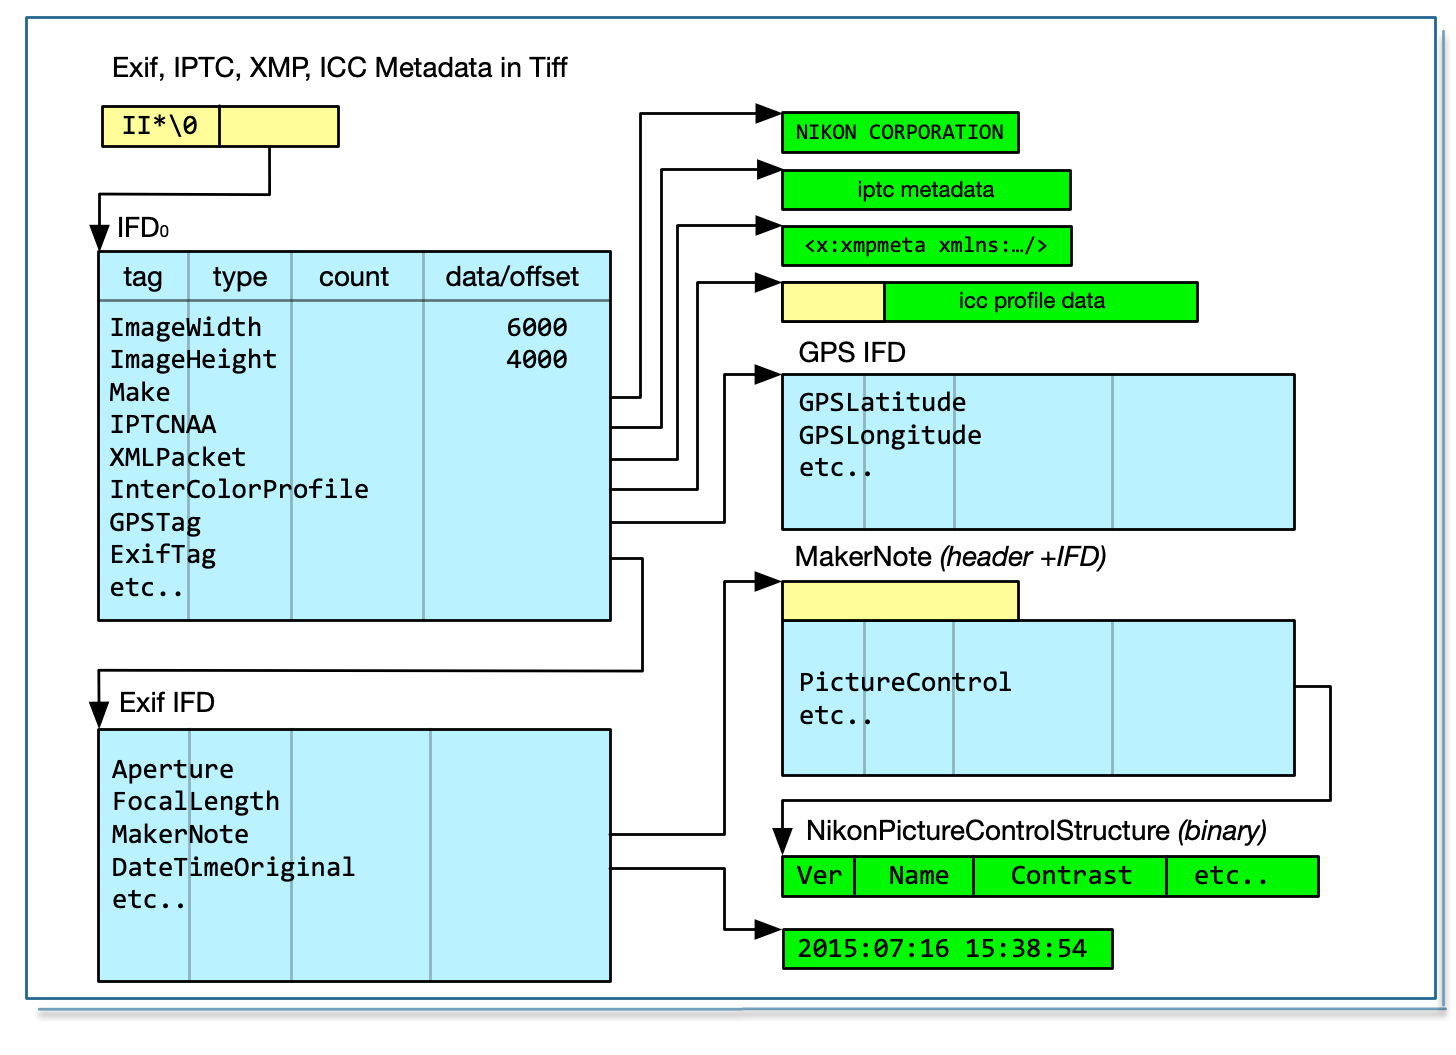 Exif, IPTC, XMP, ICC Metadata in Tiff
II*\0
IFD₀
tag type count data/offset
ImageWidth 6000
ImageHeight 4000
Make
IPTCNAA
XMLPacket
InterColorProfile
GPSTag
ExifTag
etc..
Exif IFD
Aperture
FocalLength
MakerNote
DateTimeOriginal
etc..
NIKON CORPORATION
iptc metadata
<x:xmpmeta xmlns:…/>
icc profile data
GPS IFD
GPSLatitude
GPSLongitude
etc..
MakerNote (header +IFD)
PictureControl
etc..
NikonPictureControlStructure (binary)
Ver Name Contrast etc..
2015:07:16 15:38:54